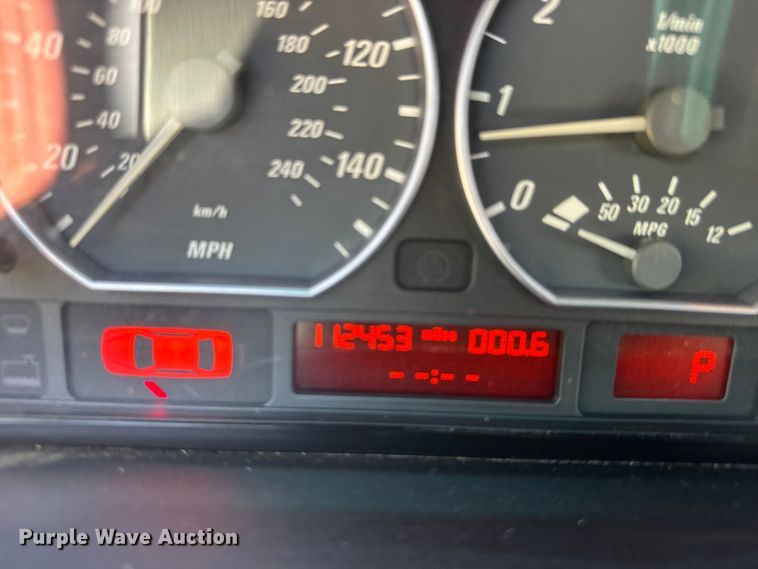 100 160 2 1/min
40 80 180 120 x1000
60 200
40 220 1
20 20 240 140 0 50 30 20 15 12
km/h MPG
MPH
112453 miles 000.6 P
- -:- -
Purple Wave Auction